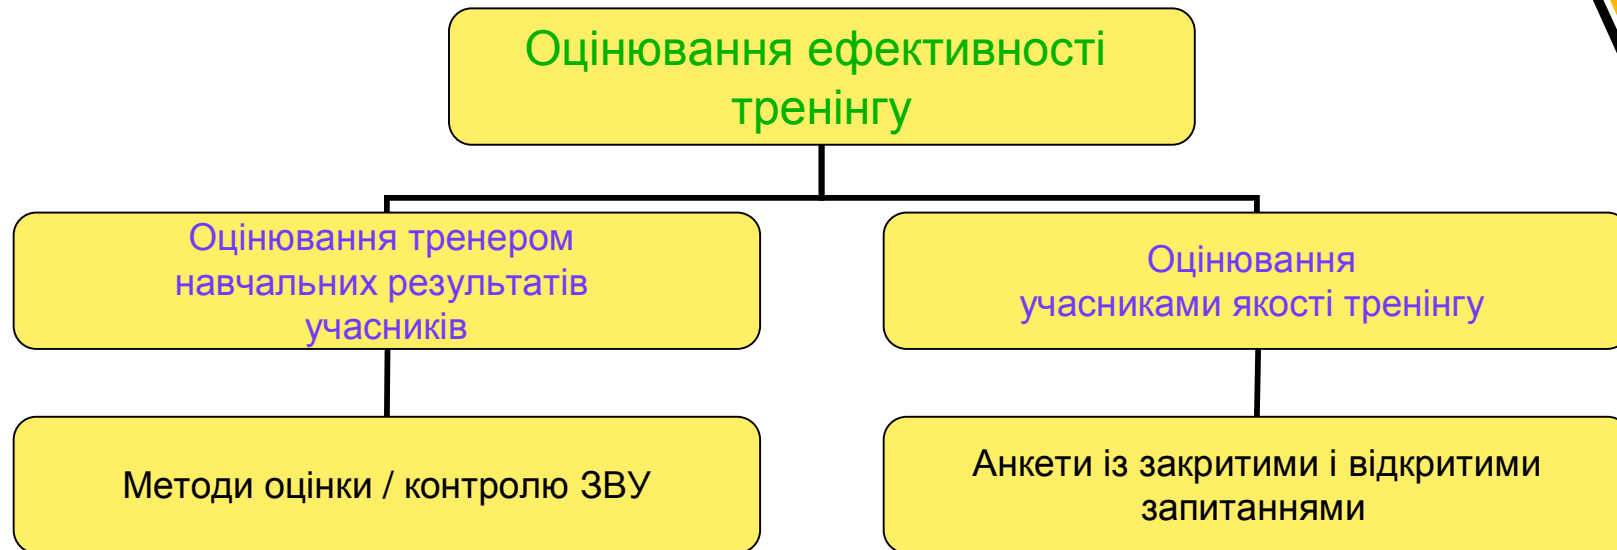 Оцінювання ефективності
тренінгу
Оцінювання тренером
навчальних результатів
учасників
Оцінювання
учасниками якості тренінгу
Методи оцінки / контролю ЗВУ
Анкети із закритими і відкритими
запитаннями